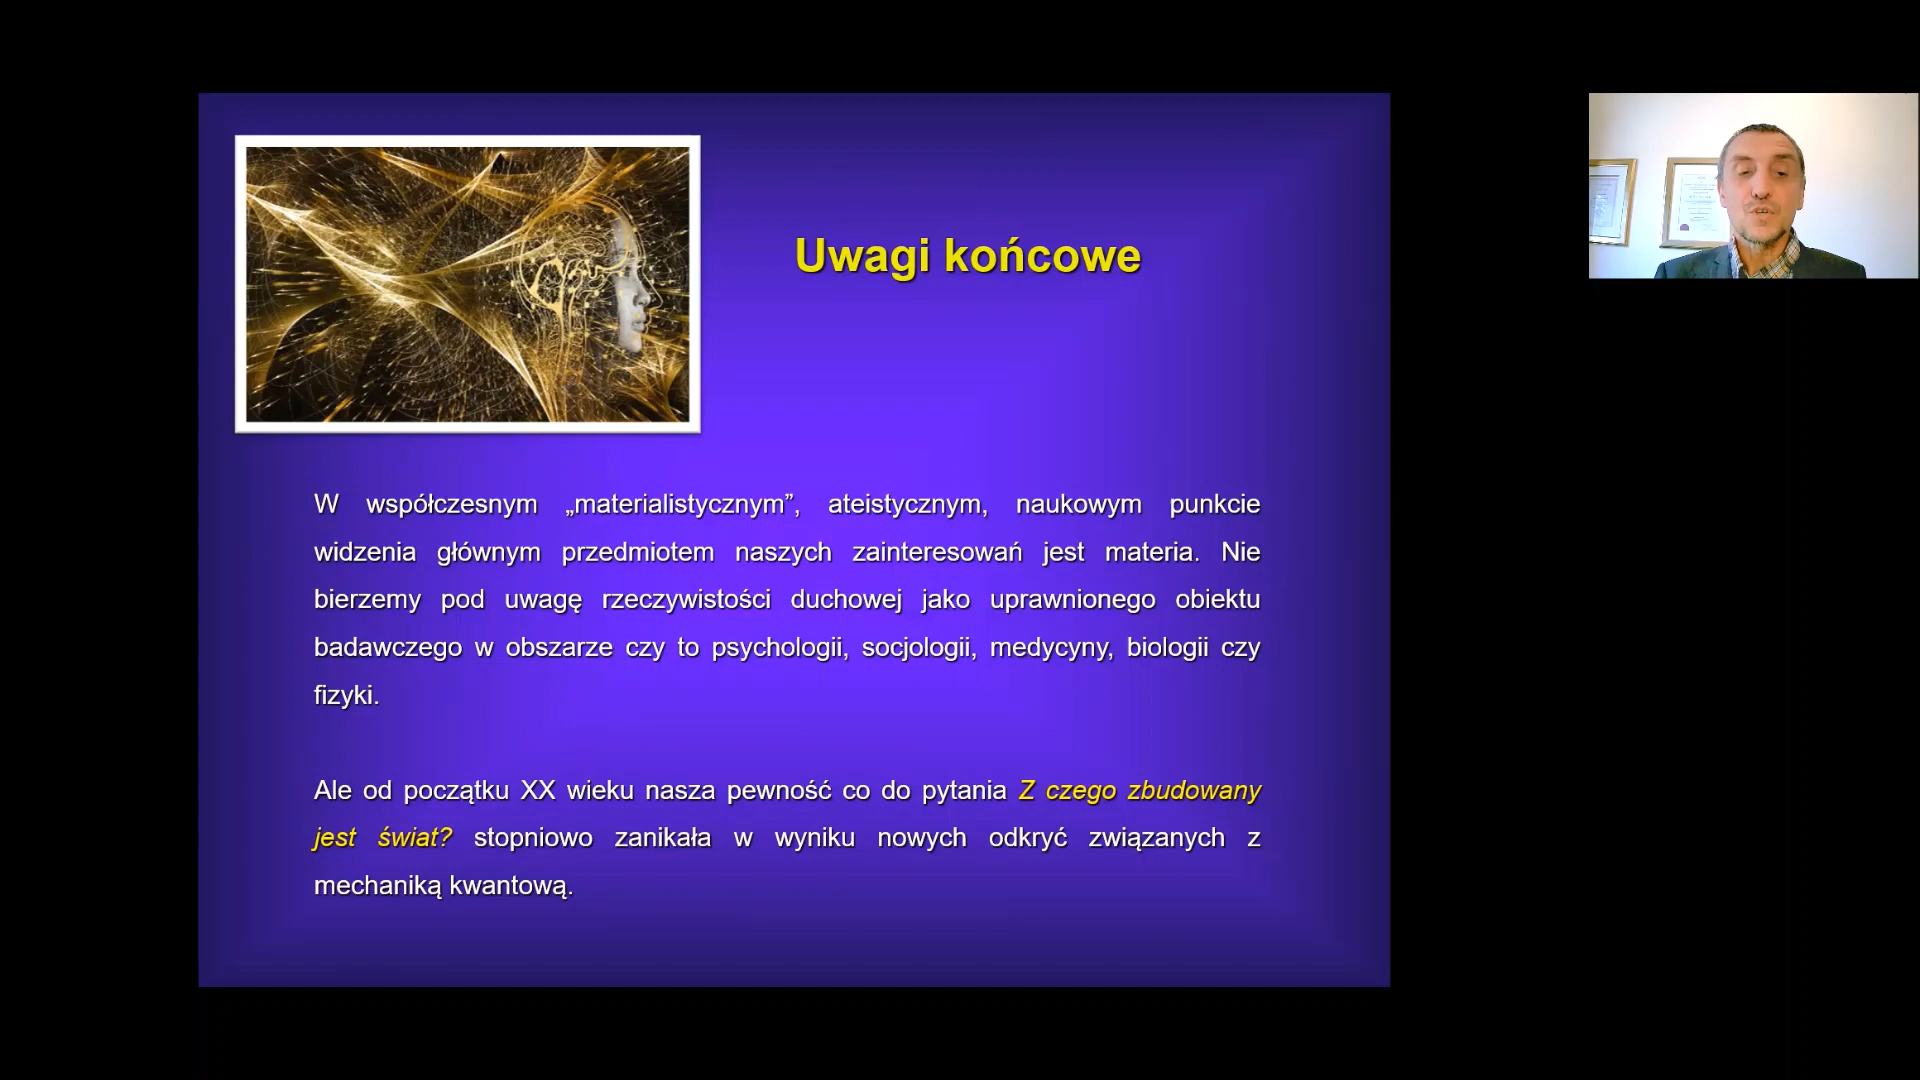 Uwagi końcowe
W współczesnym „materialistycznym”, ateistycznym, naukowym punkcie
widzenia głównym przedmiotem naszych zainteresowań jest materia. Nie
bierzemy pod uwagę rzeczywistości duchowej jako uprawnionego obiektu
badawczego w obszarze czy to psychologii, socjologii, medycyny, biologii czy
fizyki.
Ale od początku XX wieku nasza pewność co do pytania Z czego zbudowany
jest świat? stopniowo zanikała w wyniku nowych odkryć związanych z
mechaniką kwantową.